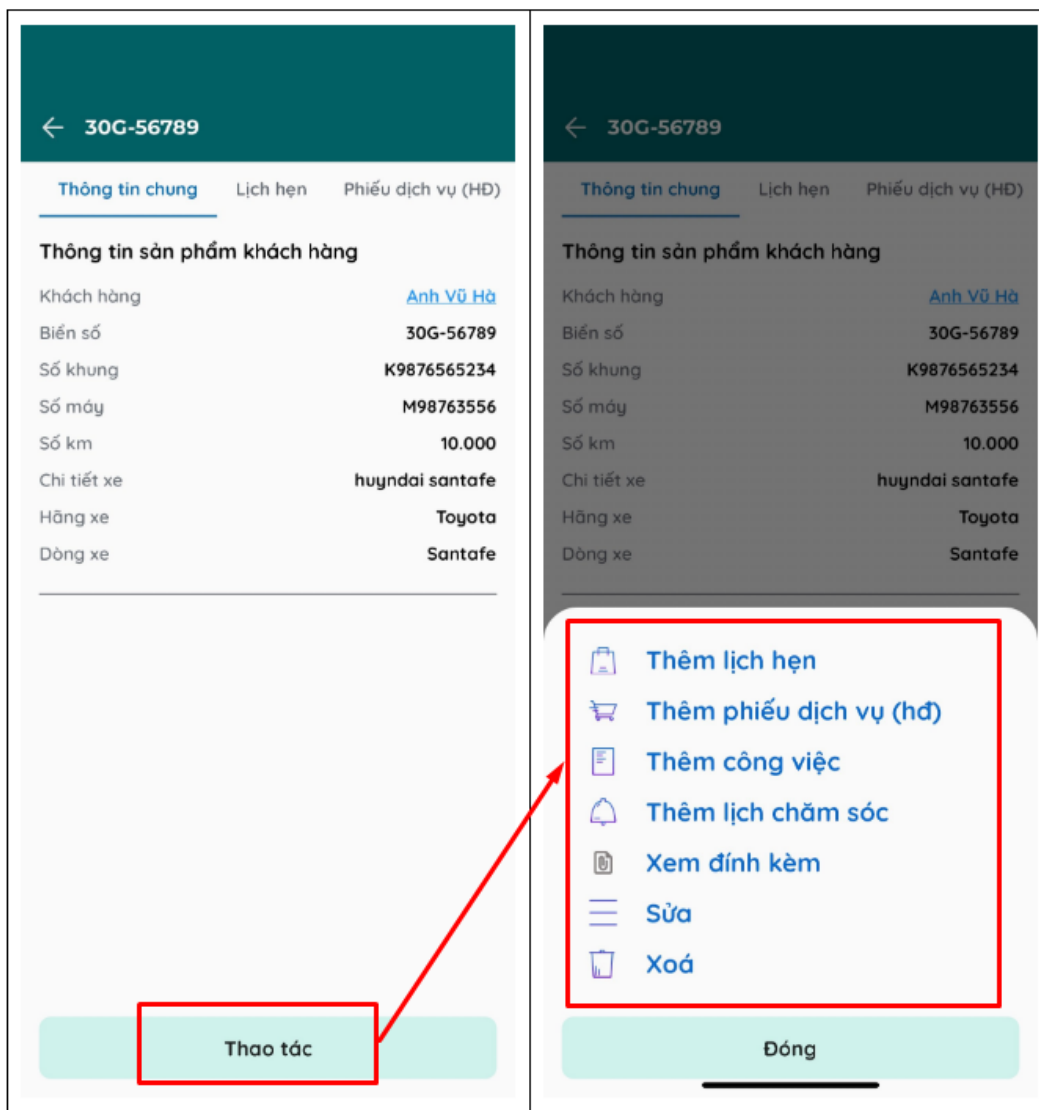 30G-56789
Thông tin chung Lịch hẹn Phiếu dịch vụ (HĐ)
Thông tin sản phẩm khách hàng
Khách hàng Anh Vũ Hà
Biển số 30G-56789
Số khung K9876565234
Số máy M98763556
Số km 10.000
Chi tiết xe huyndai santafe
Hãng xe Toyota
Dòng xe Santafe
Thao tác
30G-56789
Thông tin chung Lịch hẹn Phiếu dịch vụ (HĐ)
Thông tin sản phẩm khách hàng
Khách hàng Anh Vũ Hà
Biển số 30G-56789
Số khung K9876565234
Số máy M98763556
Số km 10.000
Chi tiết xe huyndai santafe
Hãng xe Toyota
Dòng xe Santafe
Thêm lịch hẹn
Thêm phiếu dịch vụ (hđ)
Thêm công việc
Thêm lịch chăm sóc
Xem đính kèm
Sửa
Xoá
Đóng